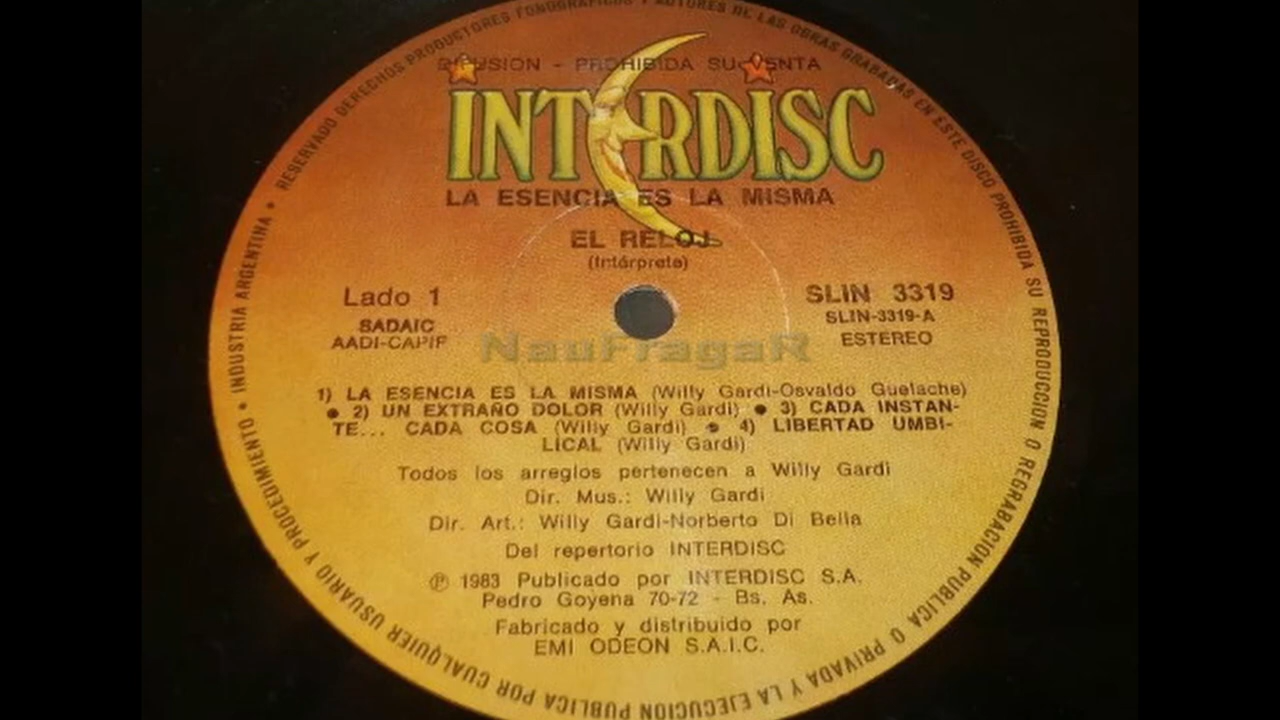 RESERVADO DERECHOS PRODUCTORES FONOGRAFICOS Y AUTORES DE LAS OBRAS GRABADAS EN ESTE DISCO PROHIBIDA SU REPRODUCCION O REGRABACION PUBLICA O PRIVADA Y LA EJECUCION PUBLICA POR CUALQUIER USUARIO Y PROCEDIMIENTO • INDUSTRIA ARGENTINA •
DIFUSION - PROHIBIDA SU VENTA
INTERDISC
LA ESENCIA ES LA MISMA
EL RELOJ
(Intérprete)
Lado 1
SLIN 3319
SADAIC
SLIN-3319-A
AADI-CAPIF
ESTEREO
NauFragaR
1) LA ESENCIA ES LA MISMA (Willy Gardi-Osvaldo Guelache)
● 2) UN EXTRAÑO DOLOR (Willy Gardi) ● 3) CADA INSTAN-
TE... CADA COSA (Willy Gardi) ● 4) LIBERTAD UMBI-
LICAL (Willy Gardi)
Todos los arreglos pertenecen a Willy Gardi
Dir. Mus.: Willy Gardi
Dir. Art.: Willy Gardi-Norberto Di Bella
Del repertorio INTERDISC
℗ 1983 Publicado por INTERDISC S.A.
Pedro Goyena 70-72 - Bs. As.
Fabricado y distribuido por
EMI ODEON S.A.I.C.